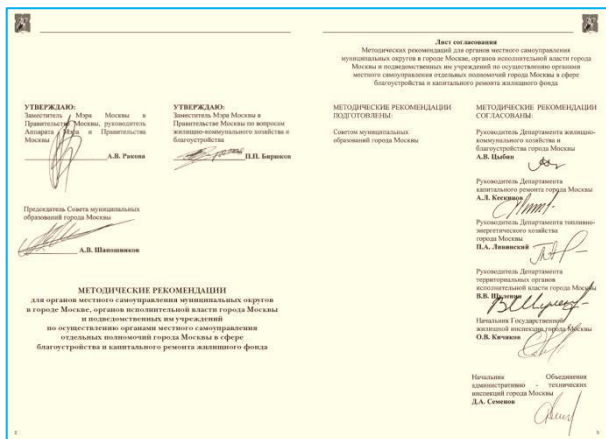 УТВЕРЖДАЮ:
Заместитель Мэра Москвы в
Правительстве Москвы, руководитель
Аппарата Мэра и Правительства
Москвы
А.В. Ракова
УТВЕРЖДАЮ:
Заместитель Мэра Москвы в
Правительстве Москвы по вопросам
жилищно-коммунального хозяйства и
благоустройства
П.П. Бирюков
Председатель Совета муниципальных
образований города Москвы
А.В. Шапошников
МЕТОДИЧЕСКИЕ РЕКОМЕНДАЦИИ
для органов местного самоуправления муниципальных округов
в городе Москве, органов исполнительной власти города Москвы
и подведомственных им учреждений
по осуществлению органами местного самоуправления
отдельных полномочий города Москвы в сфере
благоустройства и капитального ремонта жилищного фонда
Лист согласования
Методических рекомендаций для органов местного самоуправления
муниципальных округов в городе Москве, органов исполнительной власти города
Москвы и подведомственных им учреждений по осуществлению органами
местного самоуправления отдельных полномочий города Москвы в сфере
благоустройства и капитального ремонта жилищного фонда
МЕТОДИЧЕСКИЕ РЕКОМЕНДАЦИИ
ПОДГОТОВЛЕНЫ:
Советом муниципальных
образований города Москвы
МЕТОДИЧЕСКИЕ РЕКОМЕНДАЦИИ
СОГЛАСОВАНЫ:
Руководитель Департамента жилищно-
коммунального хозяйства и
благоустройства города Москвы
А.В. Цыбин
Руководитель Департамента
капитального ремонта города Москвы
А.Л. Кескинов
Руководитель Департамента топливно-
энергетического хозяйства
города Москвы
П.А. Ливинский
Руководитель Департамента
территориальных органов
исполнительной власти города Москвы
В.В. Шуленин
Начальник Государственной
жилищной инспекции города Москвы
О.В. Кичиков
Начальник Объединения
административно - технических
инспекций города Москвы
Д.А. Семенов